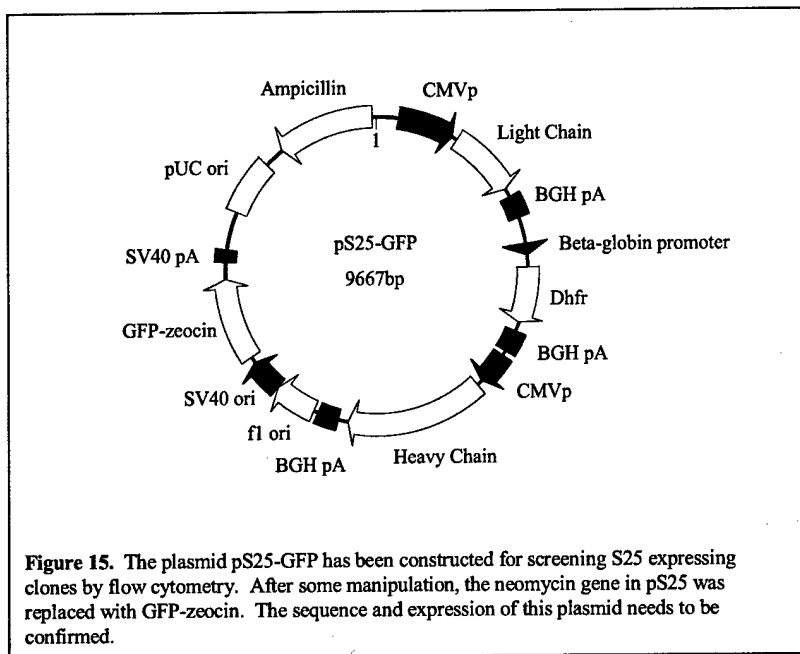 Ampicillin
CMVp
1
Light Chain
pUC ori
BGH pA
pS25-GFP
9667bp
SV40 pA
Beta-globin promoter
Dhfr
GFP-zeocin
BGH pA
CMVp
SV40 ori
f1 ori
BGH pA
Heavy Chain
Figure 15. The plasmid pS25-GFP has been constructed for screening S25 expressing
clones by flow cytometry. After some manipulation, the neomycin gene in pS25 was
replaced with GFP-zeocin. The sequence and expression of this plasmid needs to be
confirmed.